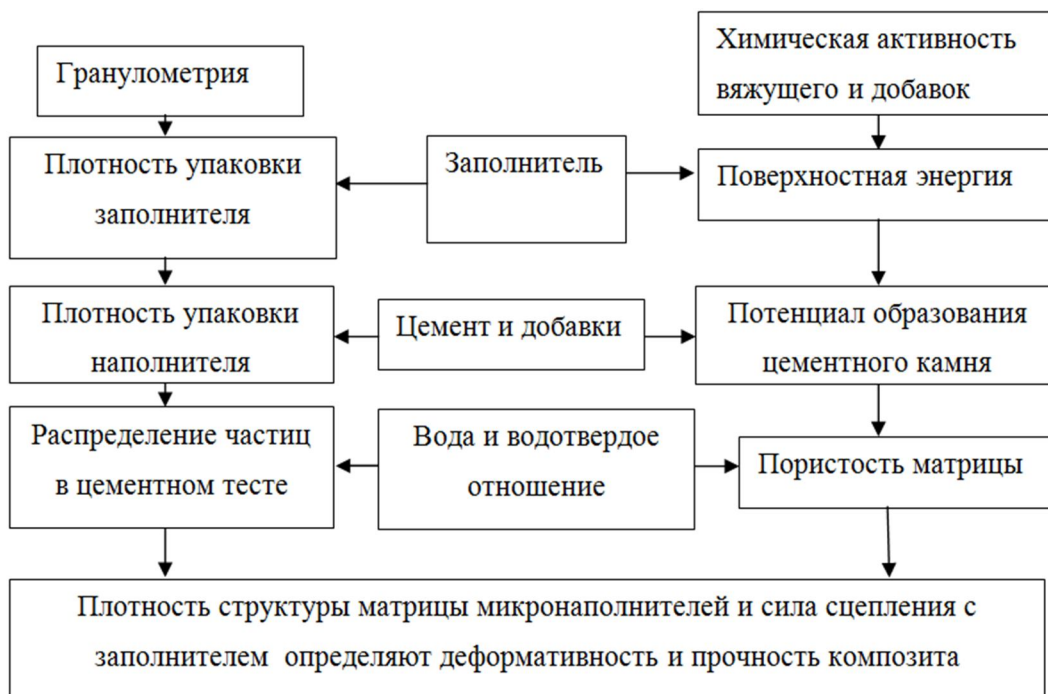 Гранулометрия
Химическая активность
вяжущего и добавок
Плотность упаковки
заполнителя
Заполнитель
Поверхностная энергия
Плотность упаковки
наполнителя
Цемент и добавки
Потенциал образования
цементного камня
Распределение частиц
в цементном тесте
Вода и водотвердое
отношение
Пористость матрицы
Плотность структуры матрицы микронаполнителей и сила сцепления с
заполнителем определяют деформативность и прочность композита